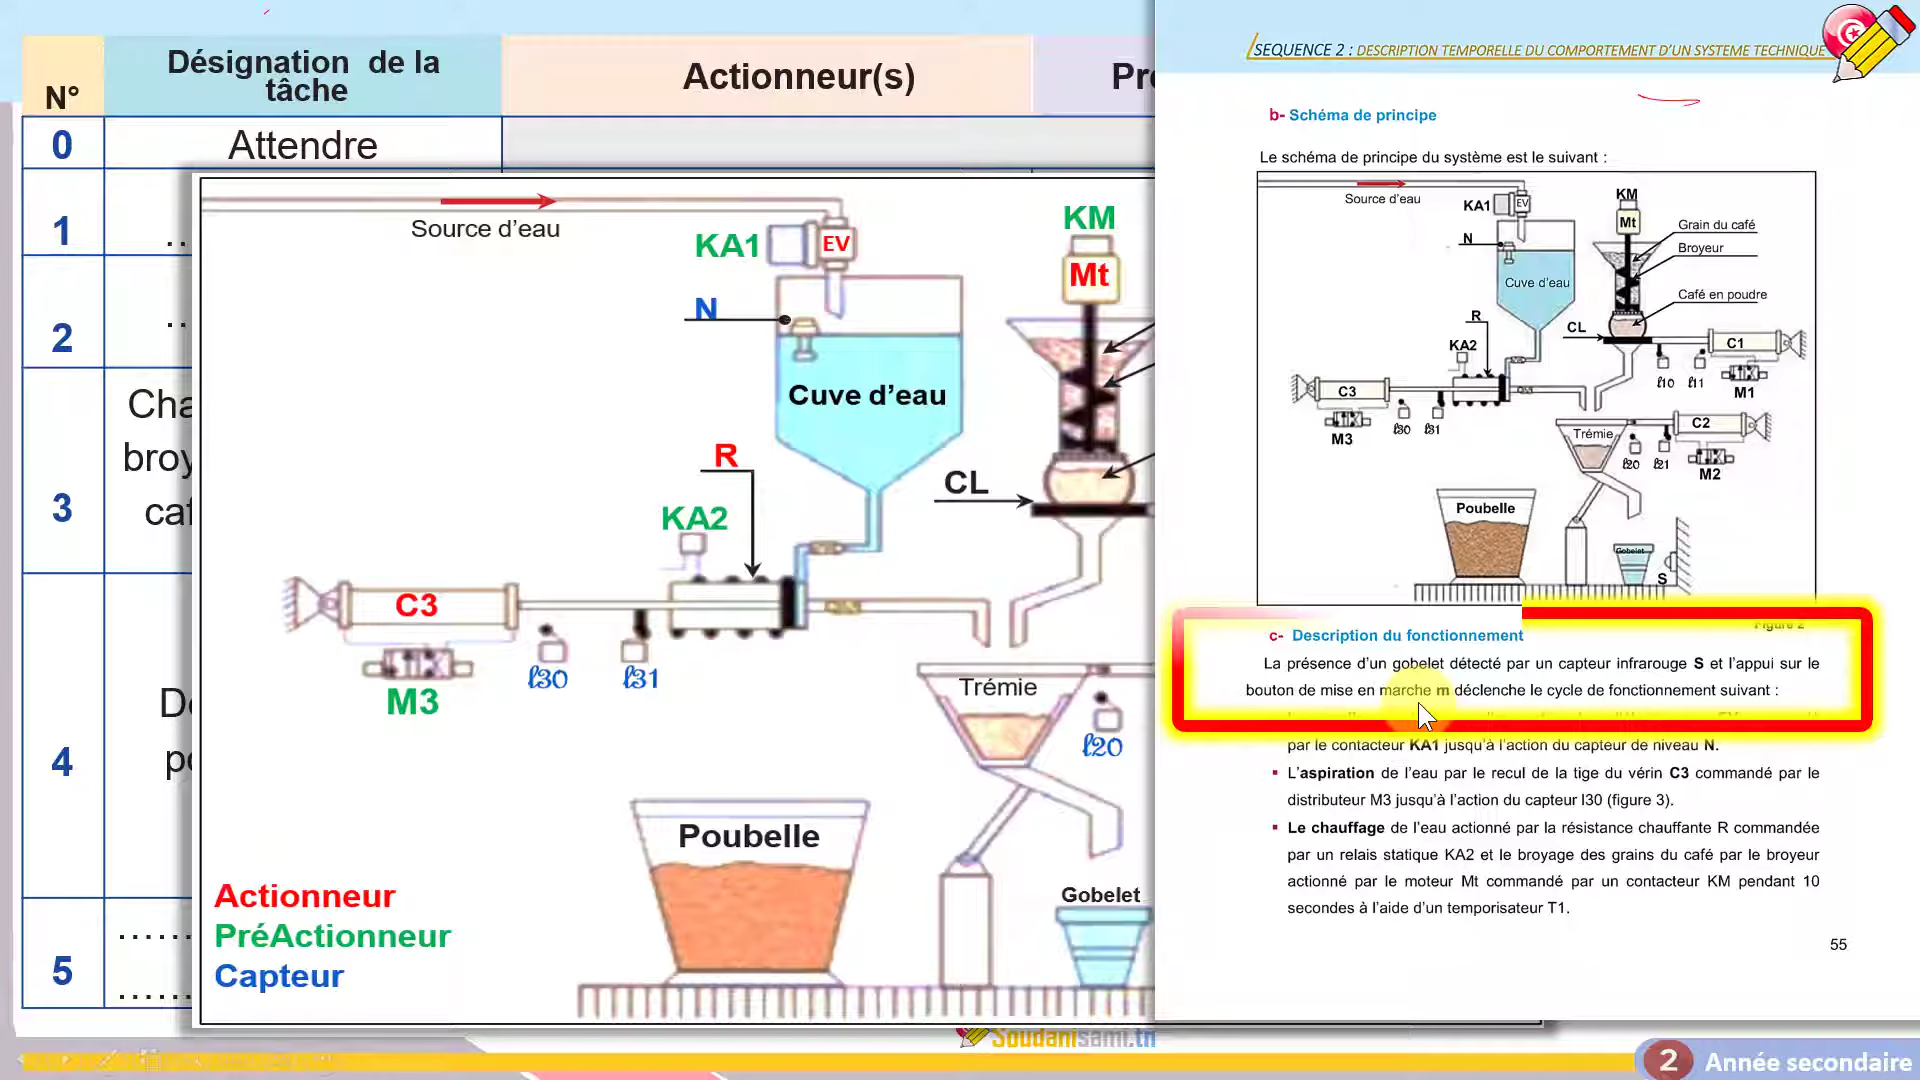 N°
Désignation de la
tâche
Actionneur(s)
0
Attendre
1
..
2
..
3
4
5
......
......
Source d'eau
KA1
EV
KM
Mt
N
Cuve d'eau
R
CL
KA2
C3
l30
l31
M3
Trémie
l20
Poubelle
Gobelet
Actionneur
PréActionneur
Capteur
Soudanisami.tn
SEQUENCE 2 : DESCRIPTION TEMPORELLE DU COMPORTEMENT D'UN SYSTEME TECHNIQUE
b- Schéma de principe
Le schéma de principe du système est le suivant :
Source d'eau
KA1
EV
KM
Mt
Grain du café
Broyeur
N
Cuve d'eau
Café en poudre
R
CL
KA2
C1
l10
l11
M1
C3
l30
l31
M3
C2
Trémie
l20
l21
M2
Poubelle
Gobelet
S
Figure 2
c- Description du fonctionnement
La présence d'un gobelet détecté par un capteur infrarouge S et l'appui sur le
bouton de mise en marche m déclenche le cycle de fonctionnement suivant :
par le contacteur KA1 jusqu'à l'action du capteur de niveau N.
▪ L'aspiration de l'eau par le recul de la tige du vérin C3 commandé par le
distributeur M3 jusqu'à l'action du capteur l30 (figure 3).
▪ Le chauffage de l'eau actionné par la résistance chauffante R commandée
par un relais statique KA2 et le broyage des grains du café par le broyeur
actionné par le moteur Mt commandé par un contacteur KM pendant 10
secondes à l'aide d'un temporisateur T1.
55
2 Année secondaire